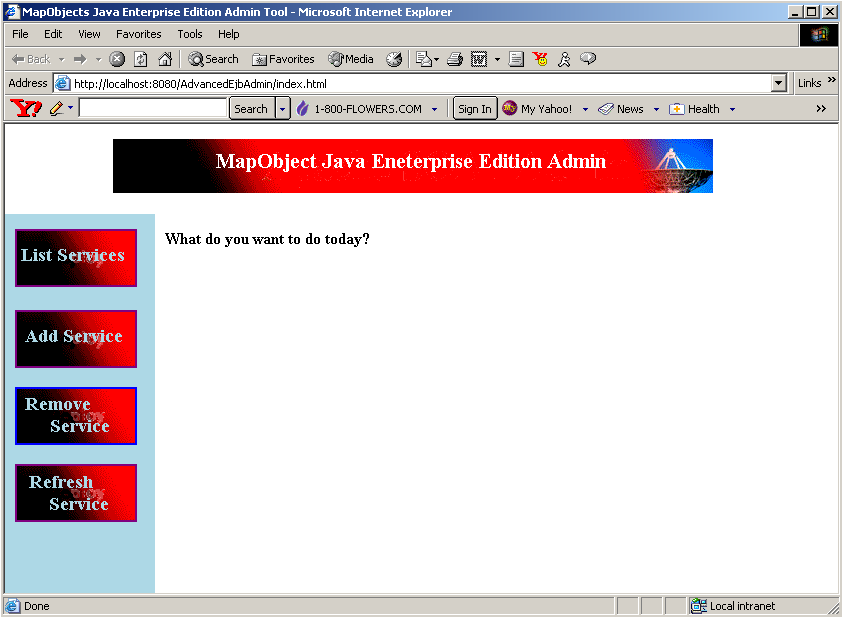 MapObjects Java Enterprise Edition Admin Tool - Microsoft Internet Explorer
File Edit View Favorites Tools Help
Back Search Favorites Media
Address http://localhost:8080/AdvancedEjbAdmin/index.html Links »
Y! Search 1-800-FLOWERS.COM Sign In My Yahoo! News Health »
MapObject Java Eneterprise Edition Admin
What do you want to do today?
List Services
Add Service
Remove
Service
Refresh
Service
Done Local intranet